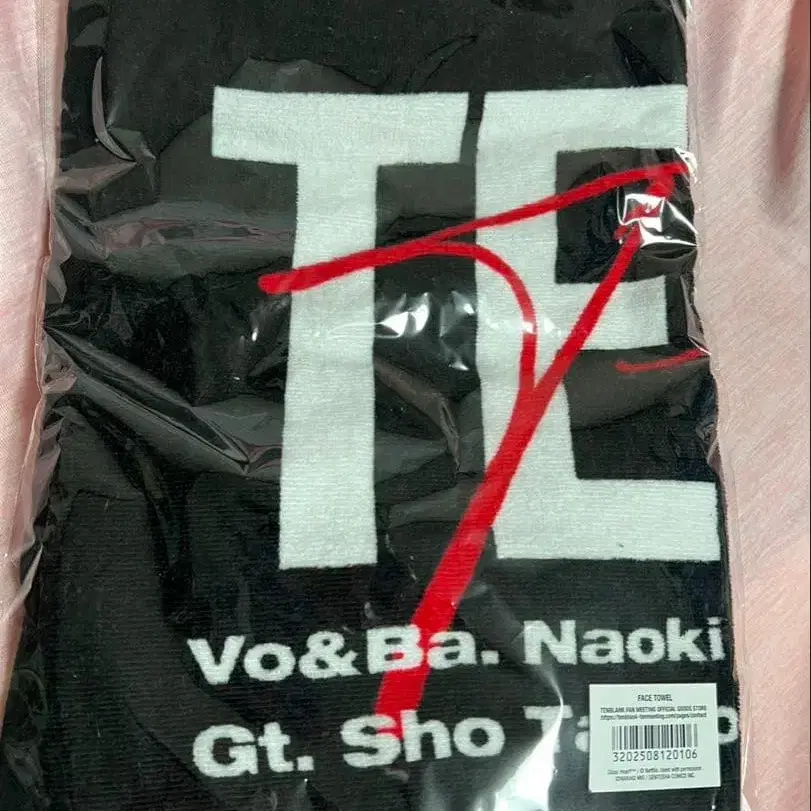 TE
Vo&Ba. Naoki
Gt. Sho Ta
FACE TOWEL
TENBLANK FAN MEETING OFFICIAL GOODS STORE
3202508120106